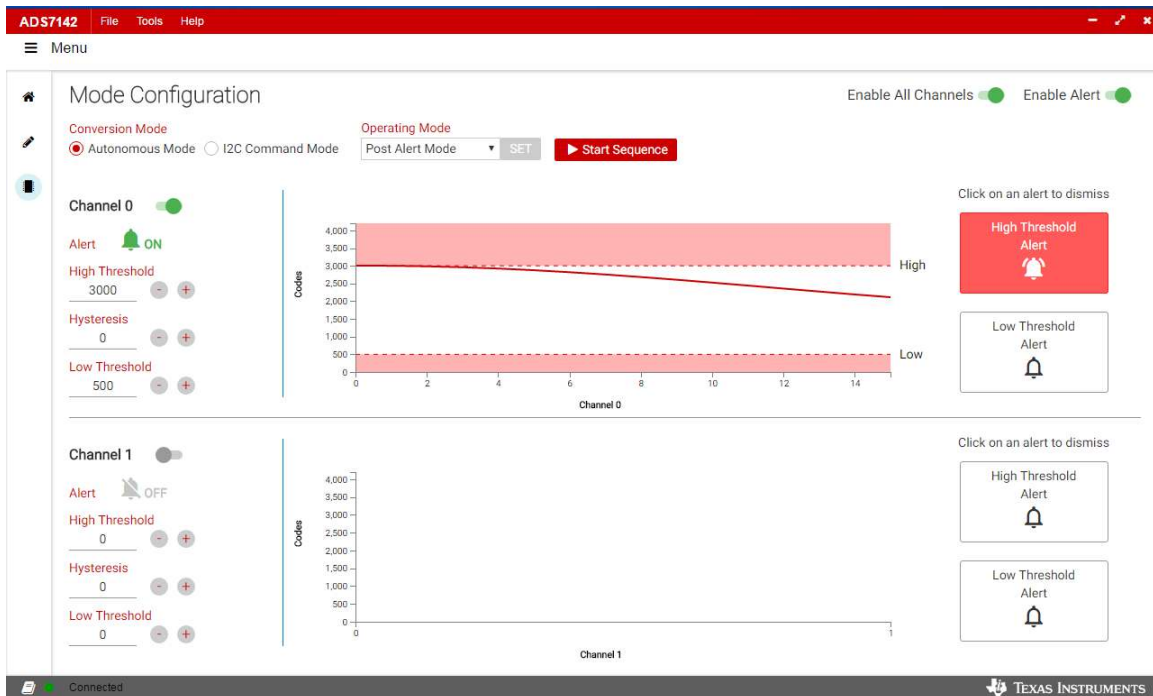 ADS7142 File Tools Help
Menu
Mode Configuration
Enable All Channels Enable Alert
Conversion Mode
Autonomous Mode I2C Command Mode
Operating Mode
Post Alert Mode SET Start Sequence
Channel 0
Alert ON
High Threshold
3000 - +
Hysteresis
0 - +
Low Threshold
500 - +
Codes
4,000
3,500
3,000
2,500
2,000
1,500
1,000
500
0
0 2 4 6 8 10 12 14
Channel 0
High
Low
Click on an alert to dismiss
High Threshold
Alert
Low Threshold
Alert
Channel 1
Alert OFF
High Threshold
0 - +
Hysteresis
0 - +
Low Threshold
0 - +
Codes
4,000
3,500
3,000
2,500
2,000
1,500
1,000
500
0
0 1
Channel 1
Click on an alert to dismiss
High Threshold
Alert
Low Threshold
Alert
Connected
TEXAS INSTRUMENTS